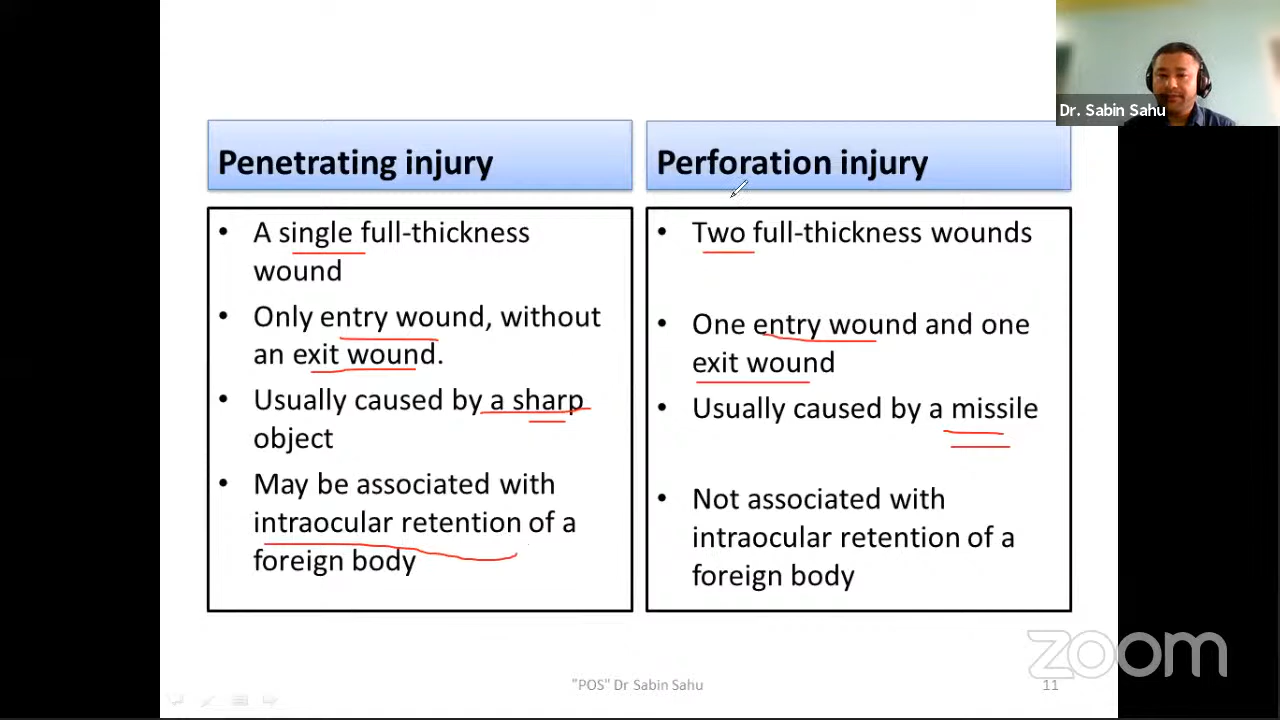 Dr. Sabin Sahu
Penetrating injury
• A single full-thickness
wound
• Only entry wound, without
an exit wound.
• Usually caused by a sharp
object
• May be associated with
intraocular retention of a
foreign body
Perforation injury
• Two full-thickness wounds
• One entry wound and one
exit wound
• Usually caused by a missile
• Not associated with
intraocular retention of a
foreign body
zoom
"POS" Dr Sabin Sahu
11